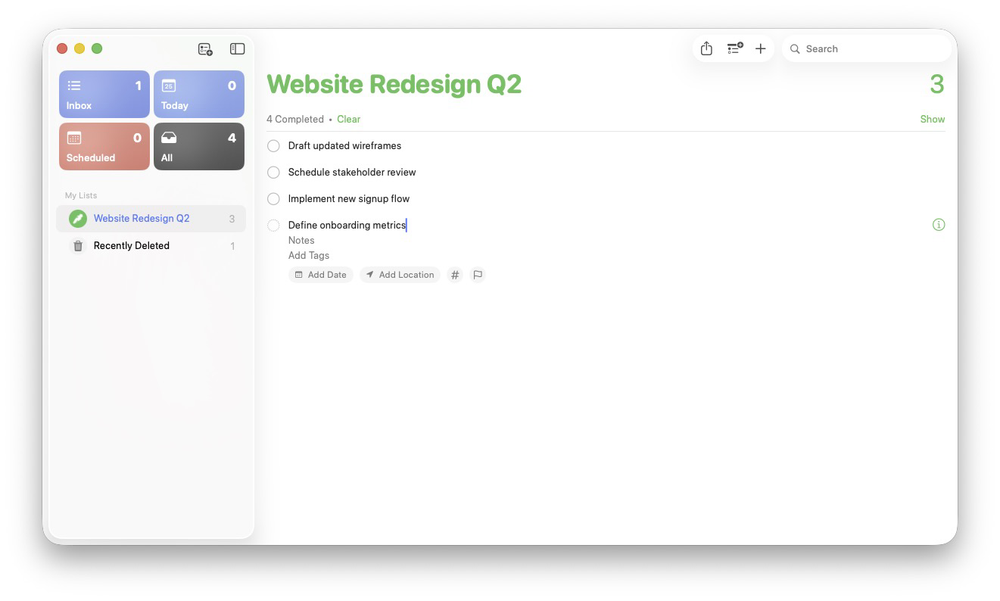 Search
1
Inbox
25
0
Today
0
Scheduled
4
All
My Lists
Website Redesign Q2 3
Recently Deleted 1
Website Redesign Q2 3
4 Completed • Clear Show
Draft updated wireframes
Schedule stakeholder review
Implement new signup flow
Define onboarding metrics
Notes
Add Tags
Add Date Add Location #